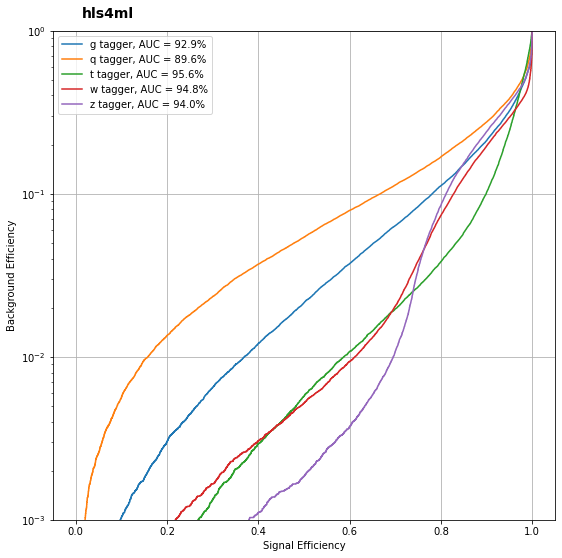 hls4ml
10⁰
g tagger, AUC = 92.9%
q tagger, AUC = 89.6%
t tagger, AUC = 95.6%
w tagger, AUC = 94.8%
z tagger, AUC = 94.0%
10⁻¹
Background Efficiency
10⁻²
10⁻³
0.0 0.2 0.4 0.6 0.8 1.0
Signal Efficiency